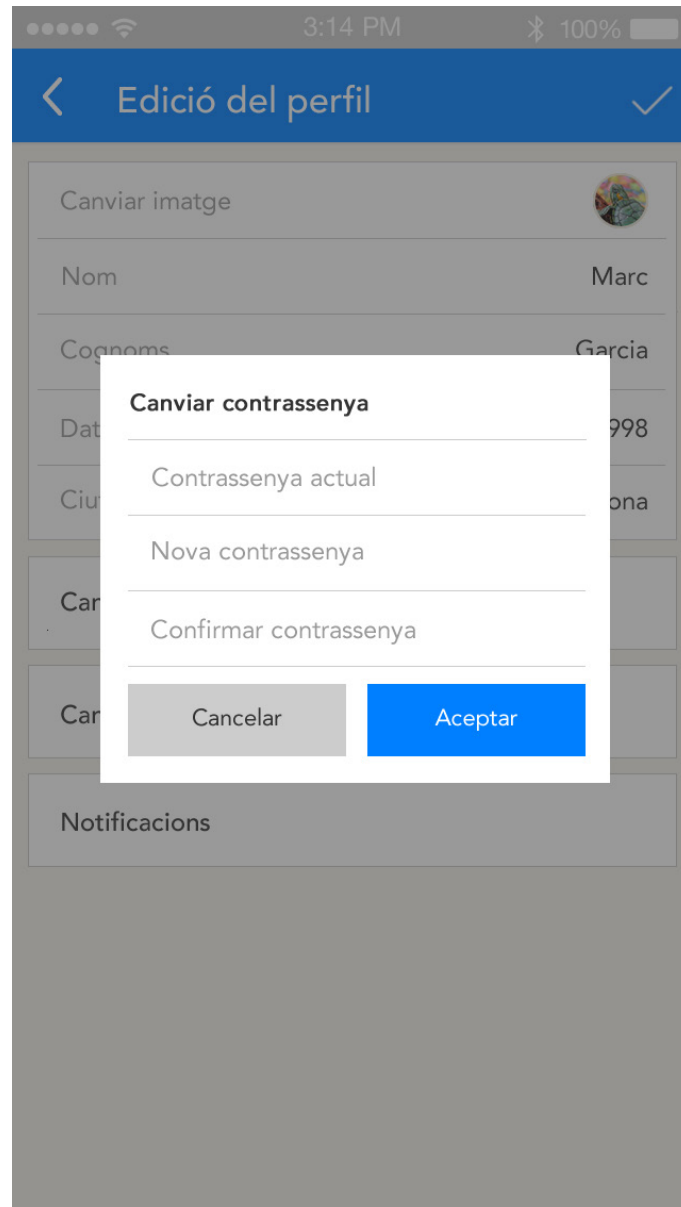 3:14 PM 100%
Edició del perfil
Canviar imatge
Nom Marc
Cognoms Garcia
Canviar contrassenya
Contrassenya actual
Nova contrassenya
Confirmar contrassenya
Cancelar Aceptar
Notificacions